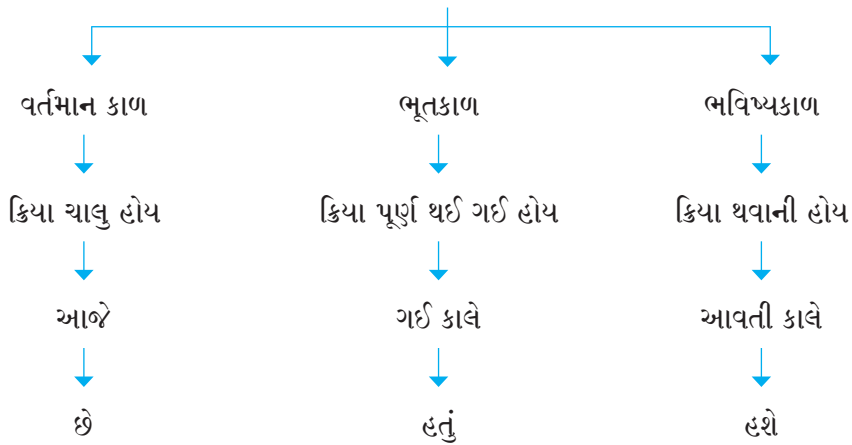 વર્તમાન કાળ ભૂતકાળ ભવિષ્યકાળ
ક્રિયા ચાલુ હોય ક્રિયા પૂર્ણ થઈ ગઈ હોય ક્રિયા થવાની હોય
આજે ગઈ કાલે આવતી કાલે
છે હતું હશે